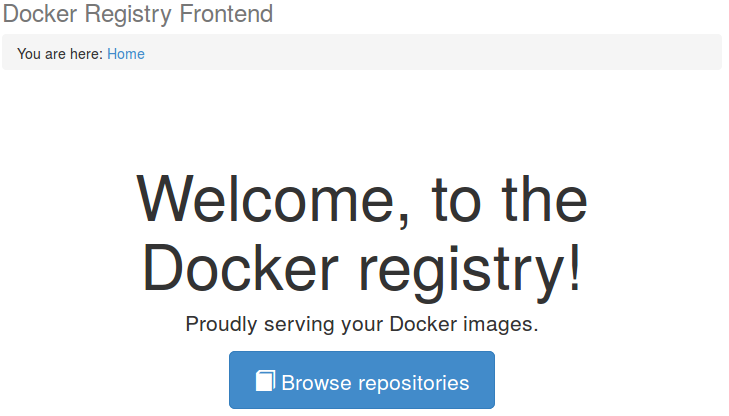 Docker Registry Frontend
You are here: Home
Welcome, to the
Docker registry!
Proudly serving your Docker images.
Browse repositories